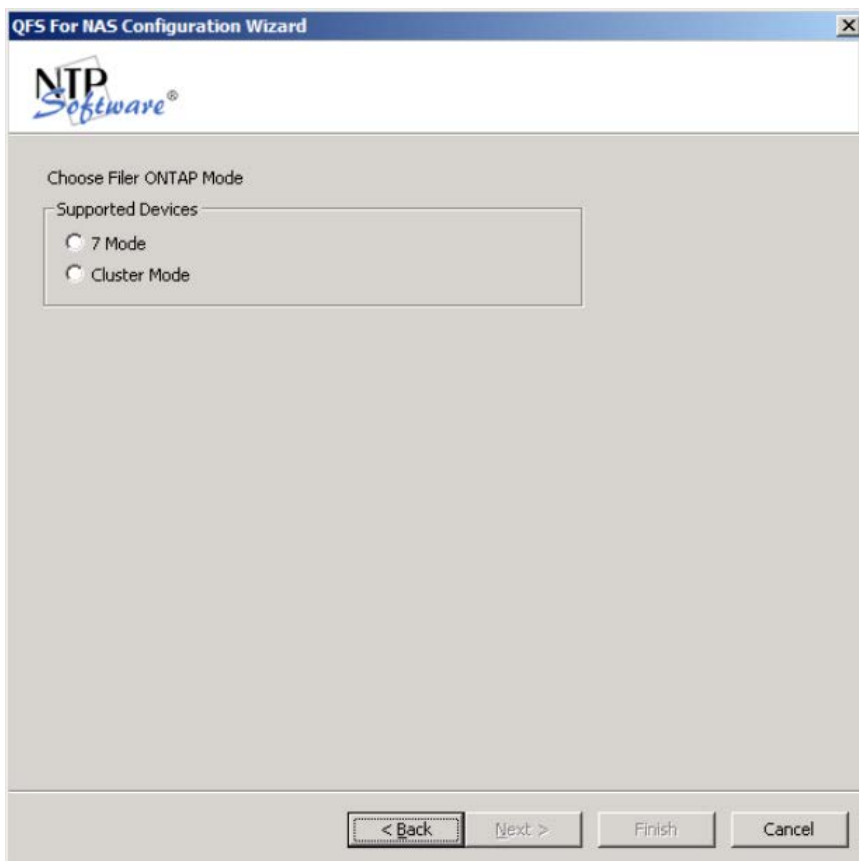 QFS For NAS Configuration Wizard
NTP
Software®
Choose Filer ONTAP Mode
Supported Devices
7 Mode
Cluster Mode
< Back
Next >
Finish
Cancel